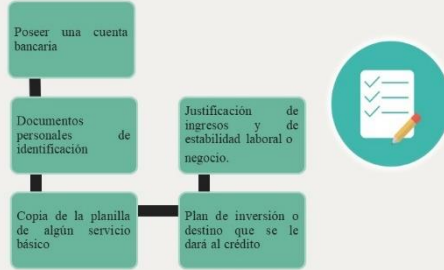 Poseer una cuenta
bancaria
Documentos
personales de
identificación
Copia de la planilla
de algún servicio
básico
Plan de inversión o
destino que se le
dará al crédito
Justificación de
ingresos y de
estabilidad laboral o
negocio.